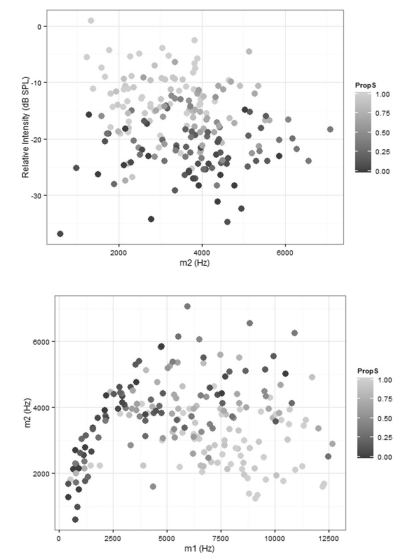 0
-10
-20
-30
Relative Intensity (dB SPL)
2000 4000 6000
m2 (Hz)
PropS
1.00
0.75
0.50
0.25
0.00
6000
4000
2000
m2 (Hz)
0 2500 5000 7500 10000 12500
m1 (Hz)
PropS
1.00
0.75
0.50
0.25
0.00